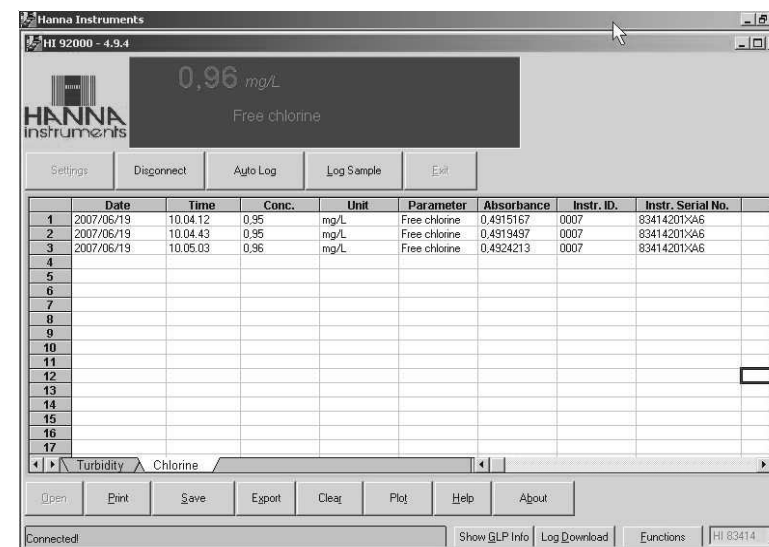 Hanna Instruments
HI 92000 - 4.9.4
HANNA
instruments
0,96 mg/L
Free chlorine
Settings Disconnect Auto Log Log Sample Exit
Date Time Conc. Unit Parameter Absorbance Instr. ID. Instr. Serial No.
1 2007/06/19 10.04.12 0,95 mg/L Free chlorine 0,4915167 0007 83414201XA6
2 2007/06/19 10.04.43 0,95 mg/L Free chlorine 0,4919497 0007 83414201XA6
3 2007/06/19 10.05.03 0,96 mg/L Free chlorine 0,4924213 0007 83414201XA6
4
5
6
7
8
9
10
11
12
13
14
15
16
17
Turbidity Chlorine
Open Print Save Export Clear Plot Help About
Connected! Show GLP Info Log Download Functions HI 83414